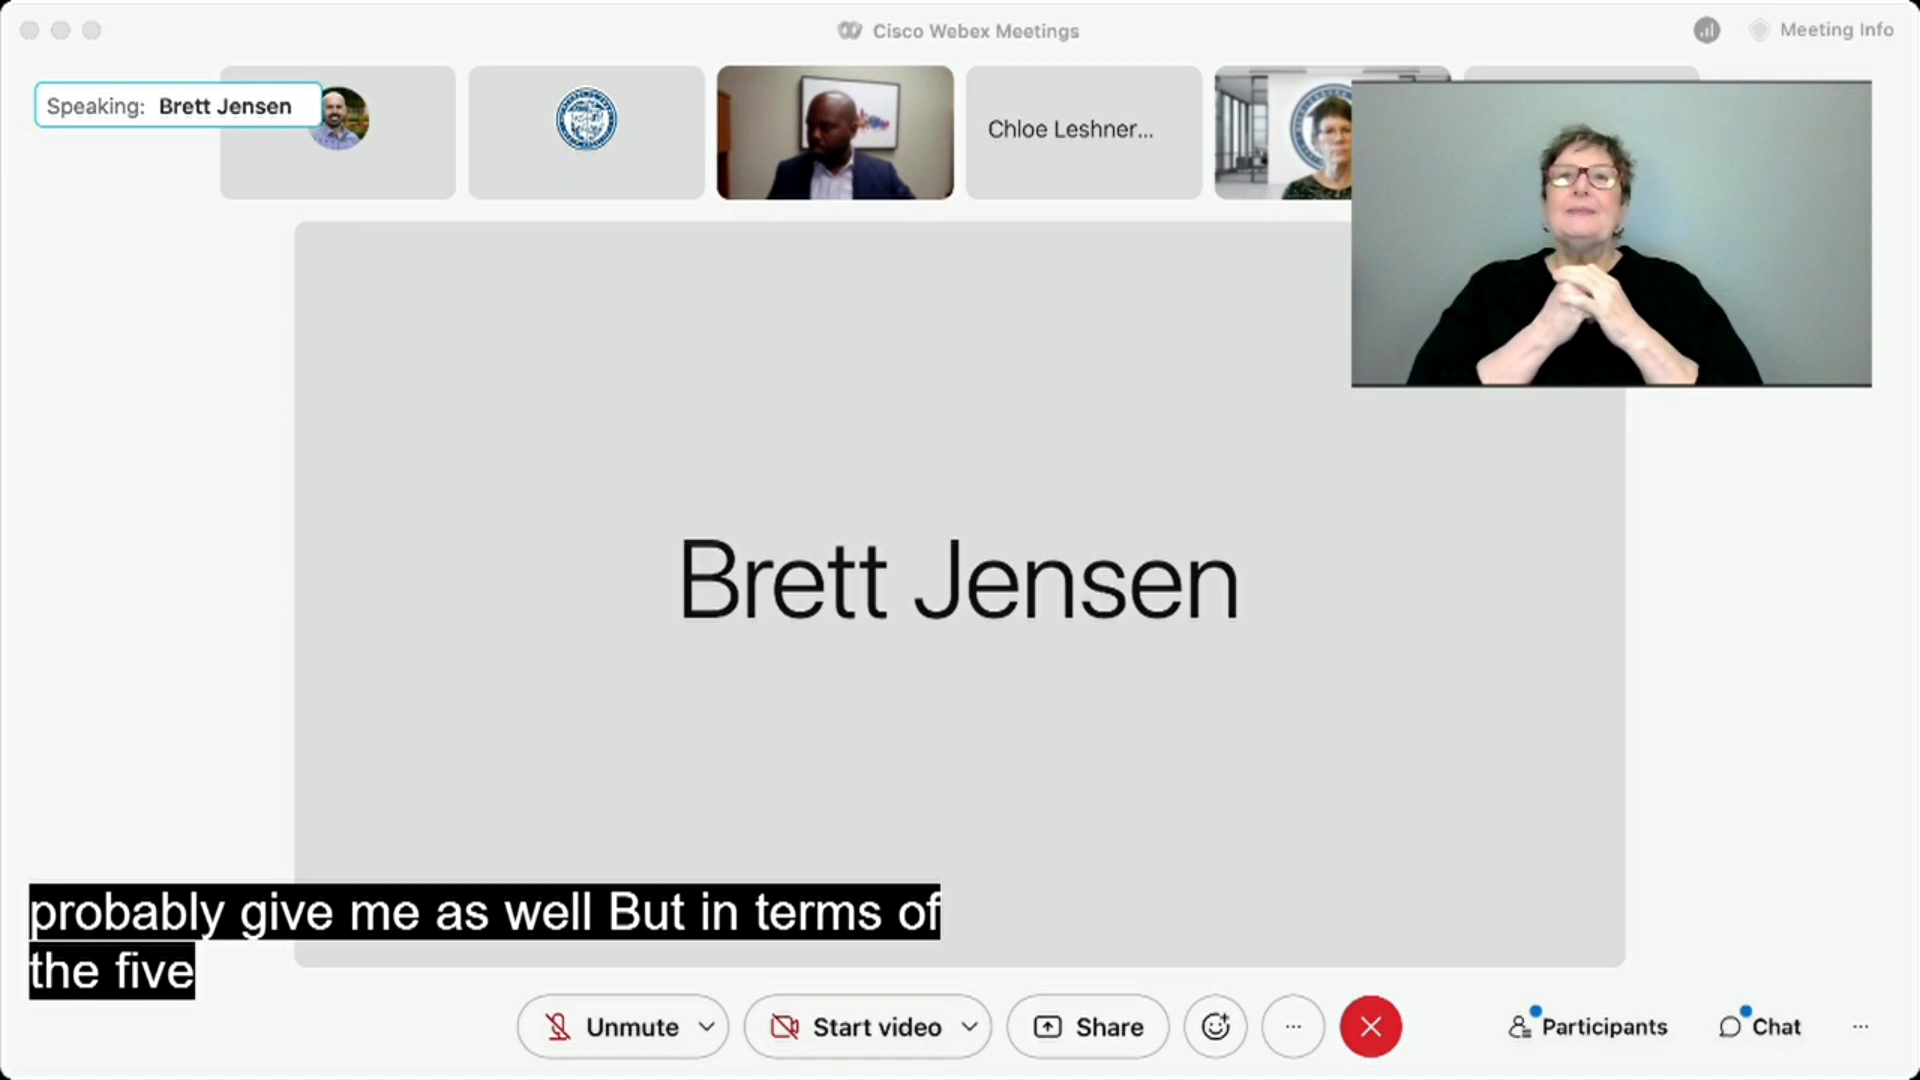 Cisco Webex Meetings
Meeting Info
Speaking: Brett Jensen
Chloe Leshner...
Brett Jensen
probably give me as well But in terms of
the five
Unmute
Start video
Share
Participants
Chat